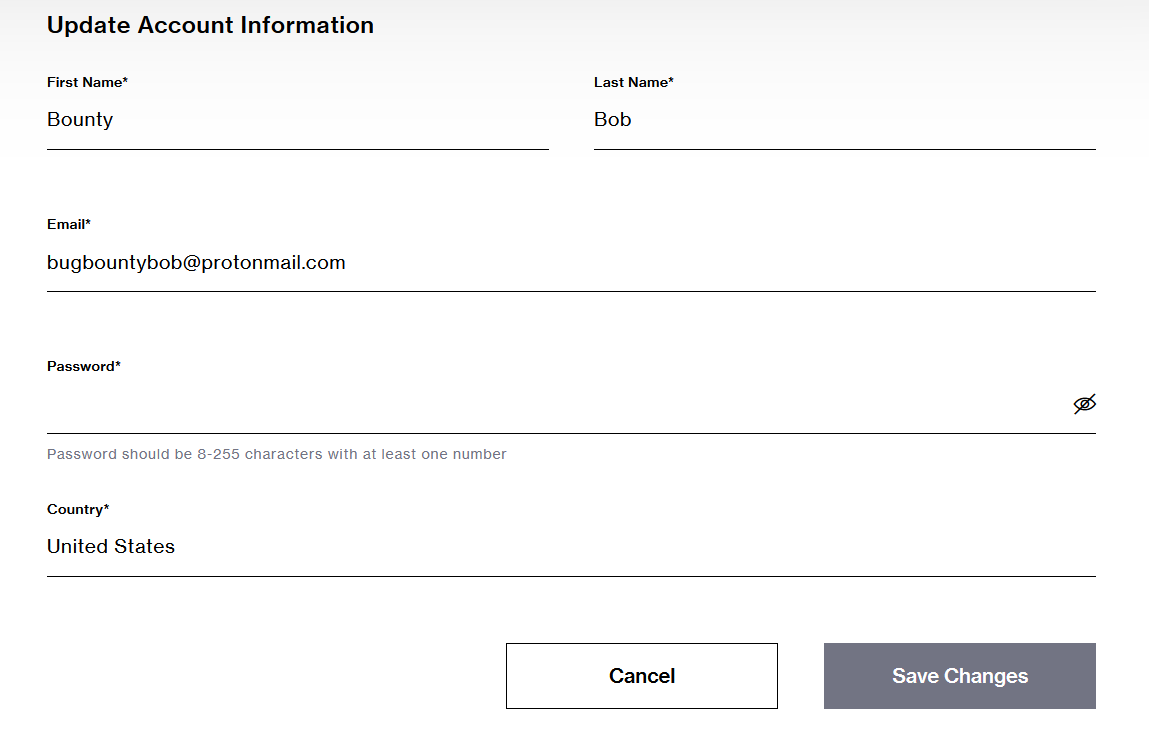 Update Account Information
First Name*
Last Name*
Bounty
Bob
Email*
bugbountybob@protonmail.com
Password*
Password should be 8-255 characters with at least one number
Country*
United States
Cancel
Save Changes